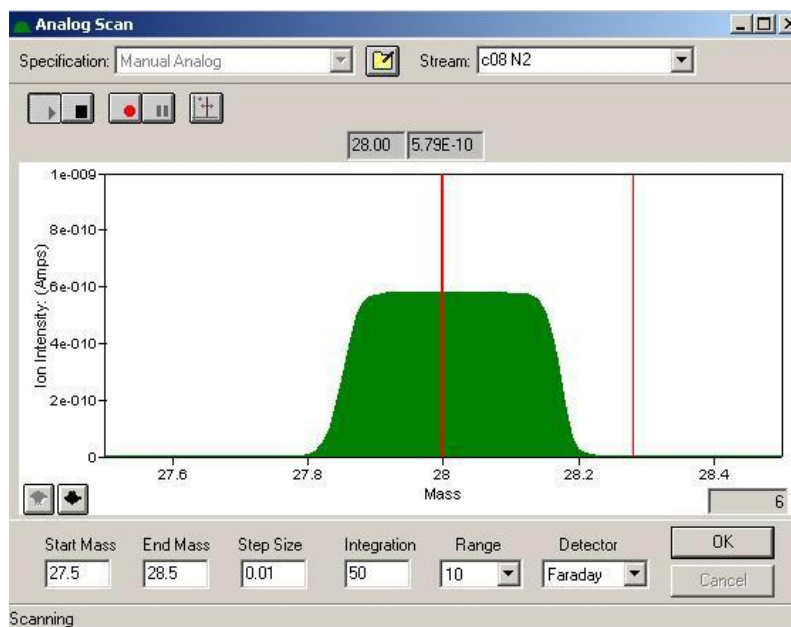 Analog Scan
Specification: Manual Analog Stream: c08 N2
28.00 5.79E-10
1e-009
8e-010
6e-010
4e-010
2e-010
0
Ion Intensity: (Amps)
27.6 27.8 28 28.2 28.4
Mass
6
Start Mass End Mass Step Size Integration Range Detector OK
27.5 28.5 0.01 50 10 Faraday Cancel
Scanning